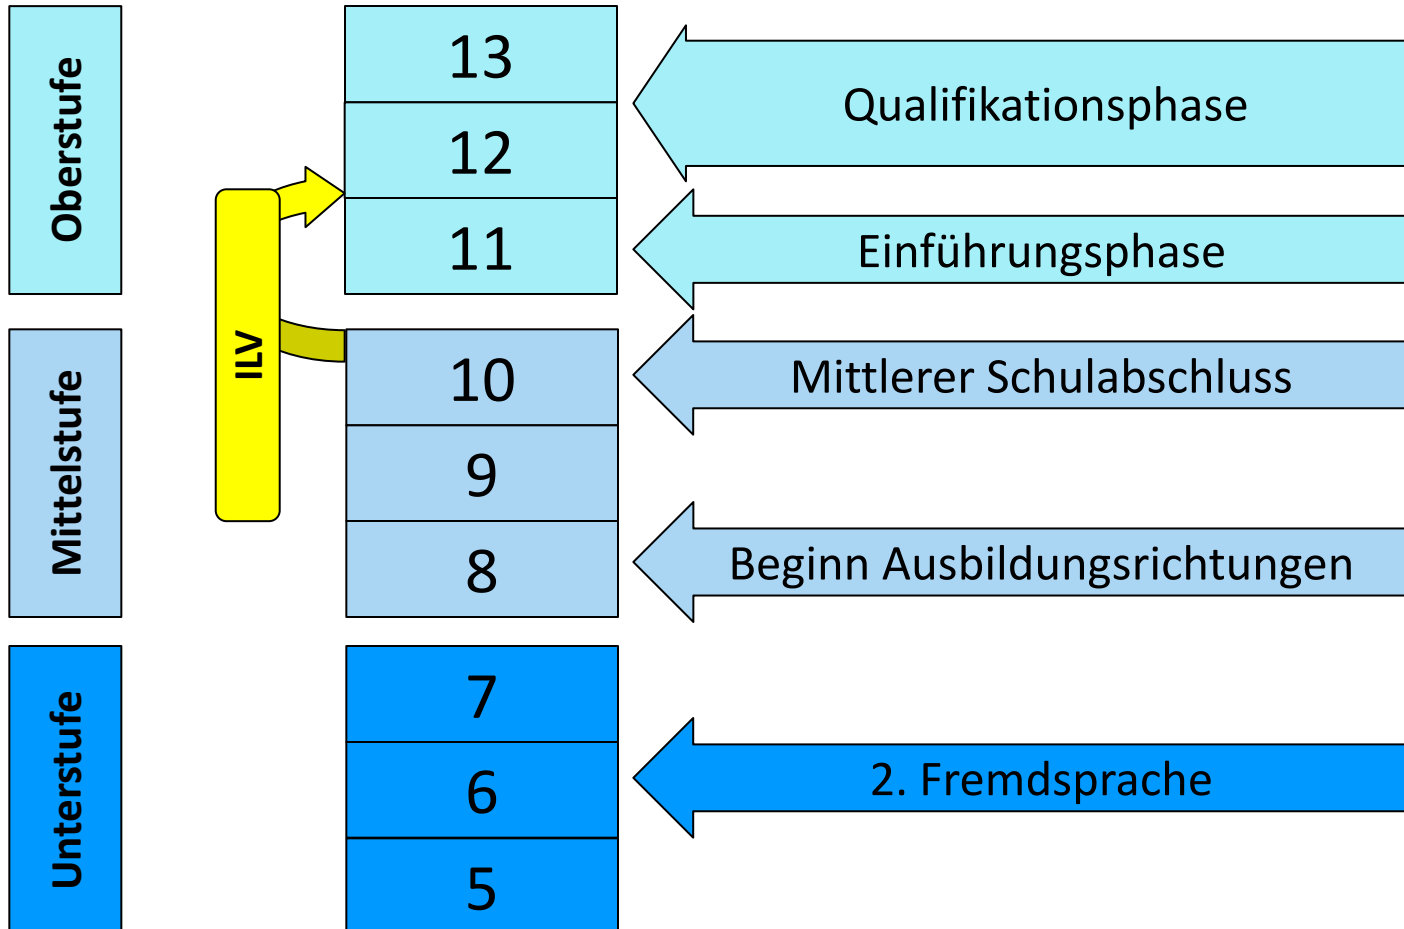 Oberstufe
13
Qualifikationsphase
12
11
Einführungsphase
ILV
Mittelstufe
10
Mittlerer Schulabschluss
9
8
Beginn Ausbildungsrichtungen
Unterstufe
7
6
2. Fremdsprache
5